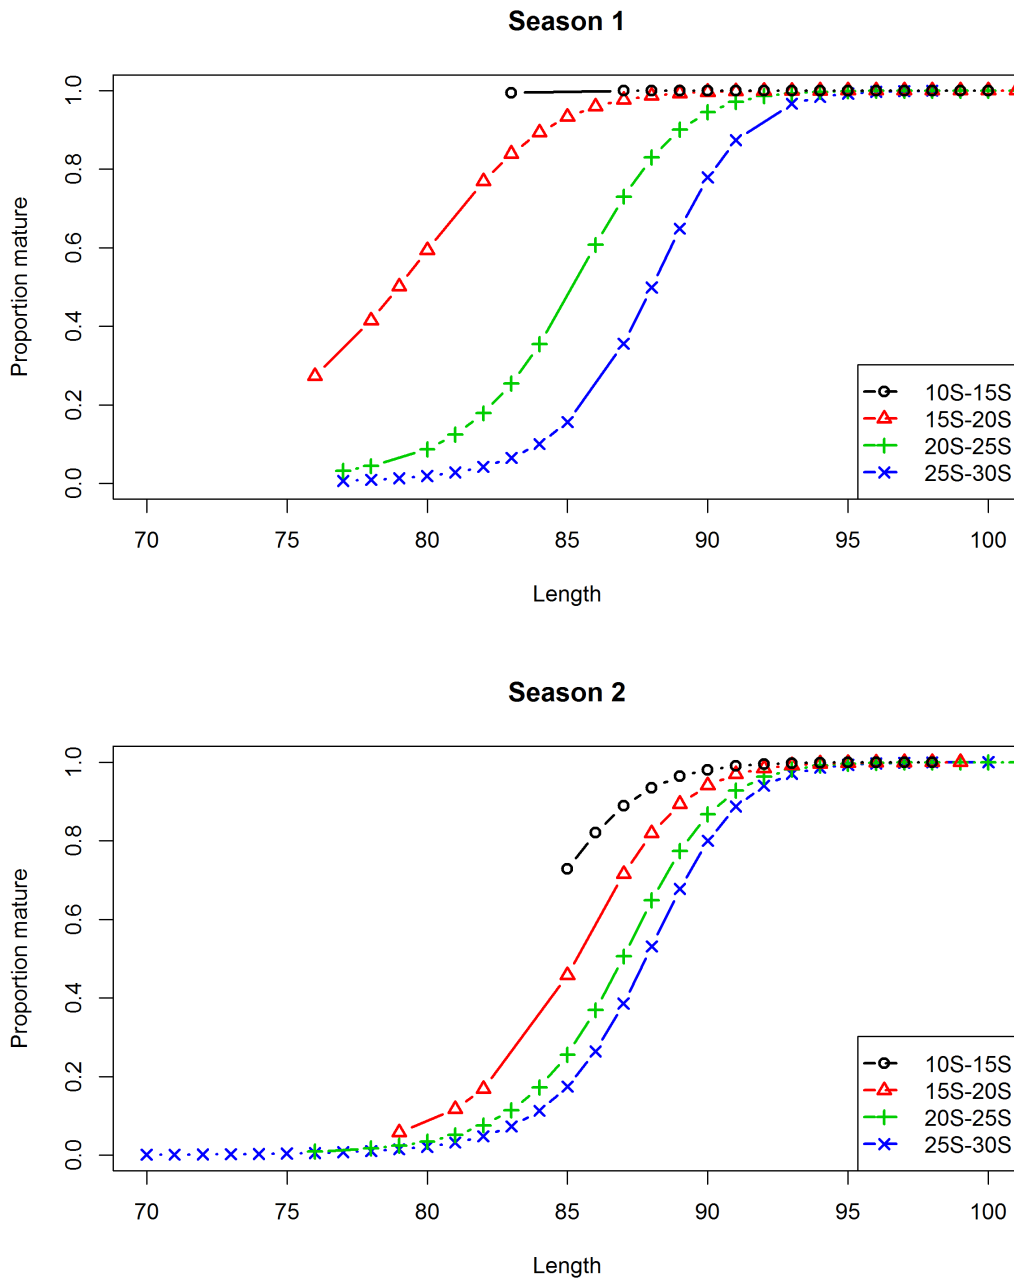 Season 1
Proportion mature
1.0
0.8
0.6
0.4
0.2
0.0
10S-15S
15S-20S
20S-25S
25S-30S
70 75 80 85 90 95 100
Length
Season 2
Proportion mature
1.0
0.8
0.6
0.4
0.2
0.0
10S-15S
15S-20S
20S-25S
25S-30S
70 75 80 85 90 95 100
Length